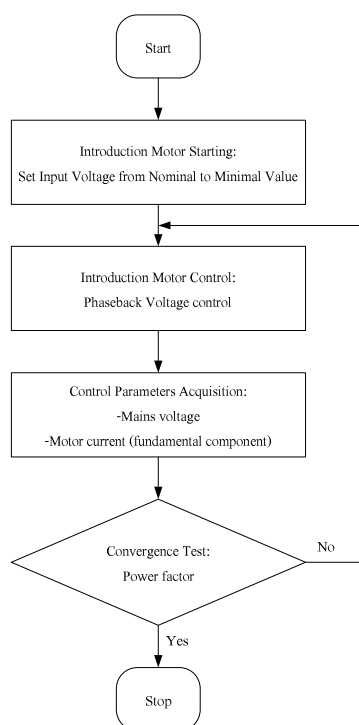 Start
Introduction Motor Starting:
Set Input Voltage from Nominal to Minimal Value
Introduction Motor Control:
Phaseback Voltage control
Control Parameters Acquisition:
-Mains voltage
-Motor current (fundamental component)
Convergence Test:
Power factor
No
Yes
Stop